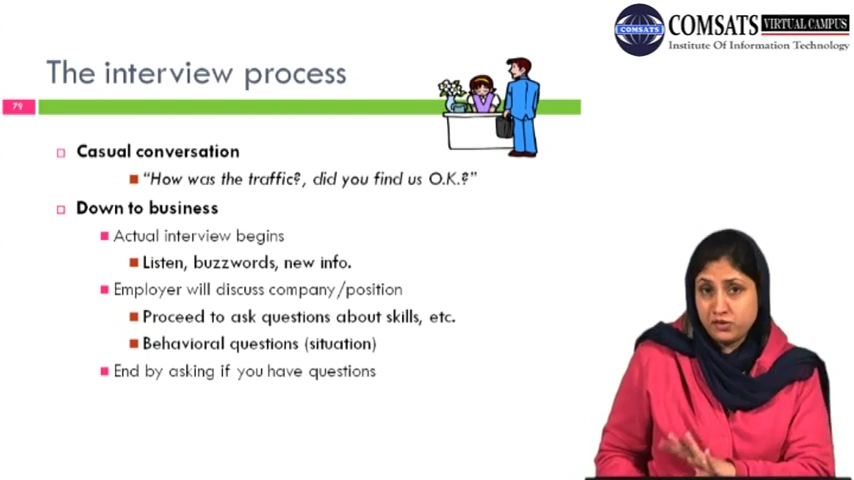 COMSATS
COMSATS VIRTUAL CAMPUS
Institute Of Information Technology
The interview process
79
Casual conversation
"How was the traffic?, did you find us O.K.?"
Down to business
Actual interview begins
Listen, buzzwords, new info.
Employer will discuss company/position
Proceed to ask questions about skills, etc.
Behavioral questions (situation)
End by asking if you have questions